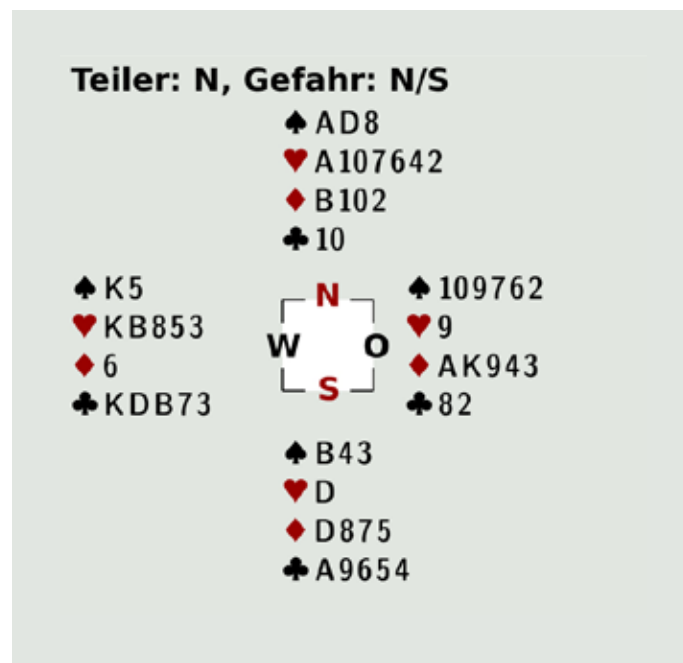 Teiler: N, Gefahr: N/S
♠ AD8
♥ A107642
♦ B102
♣ 10
♠ K5
♥ KB853
♦ 6
♣ KDB73
N
W O
S
♠ 109762
♥ 9
♦ AK943
♣ 82
♠ B43
♥ D
♦ D875
♣ A9654